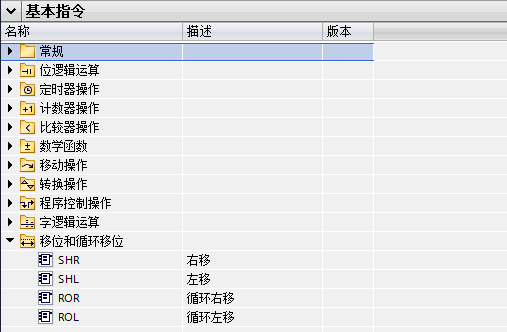 基本指令
名称 描述 版本
常规
位逻辑运算
定时器操作
+1 计数器操作
比较器操作
数学函数
移动操作
转换操作
程序控制操作
字逻辑运算
移位和循环移位
SHR 右移
SHL 左移
ROR 循环右移
ROL 循环左移